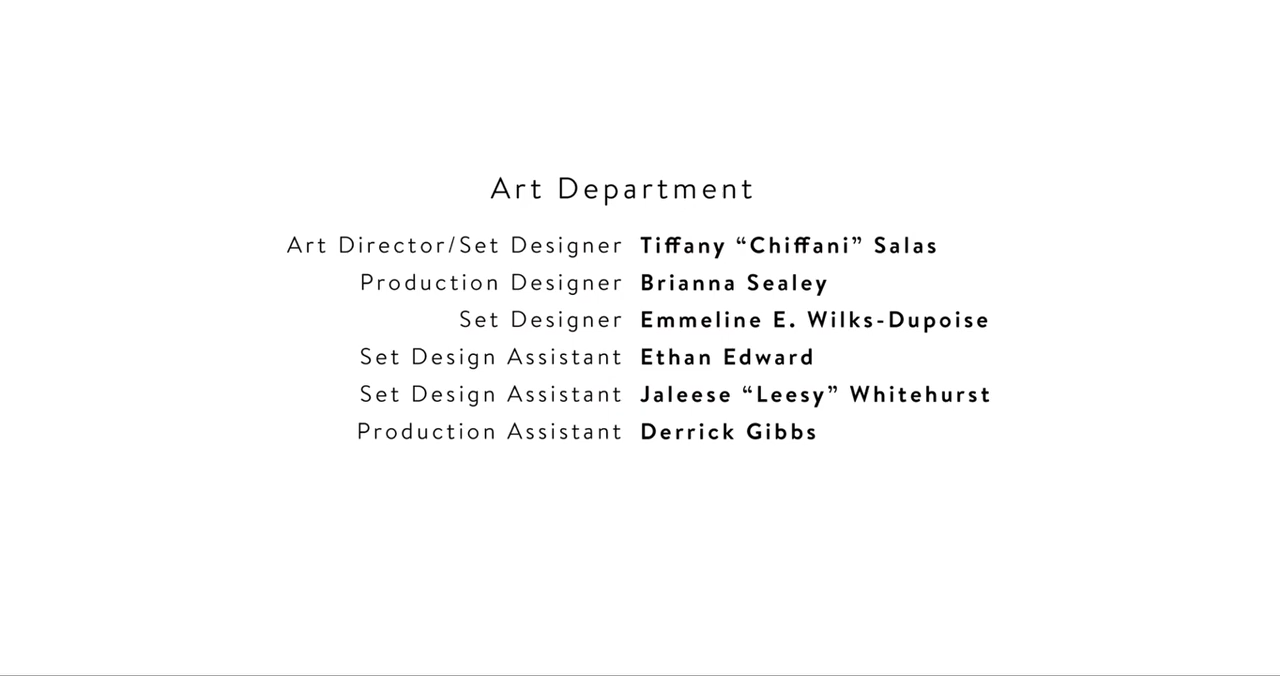 Art Department
Art Director/Set Designer Tiffany “Chiffani” Salas
Production Designer Brianna Sealey
Set Designer Emmeline E. Wilks-Dupoise
Set Design Assistant Ethan Edward
Set Design Assistant Jaleese “Leesy” Whitehurst
Production Assistant Derrick Gibbs